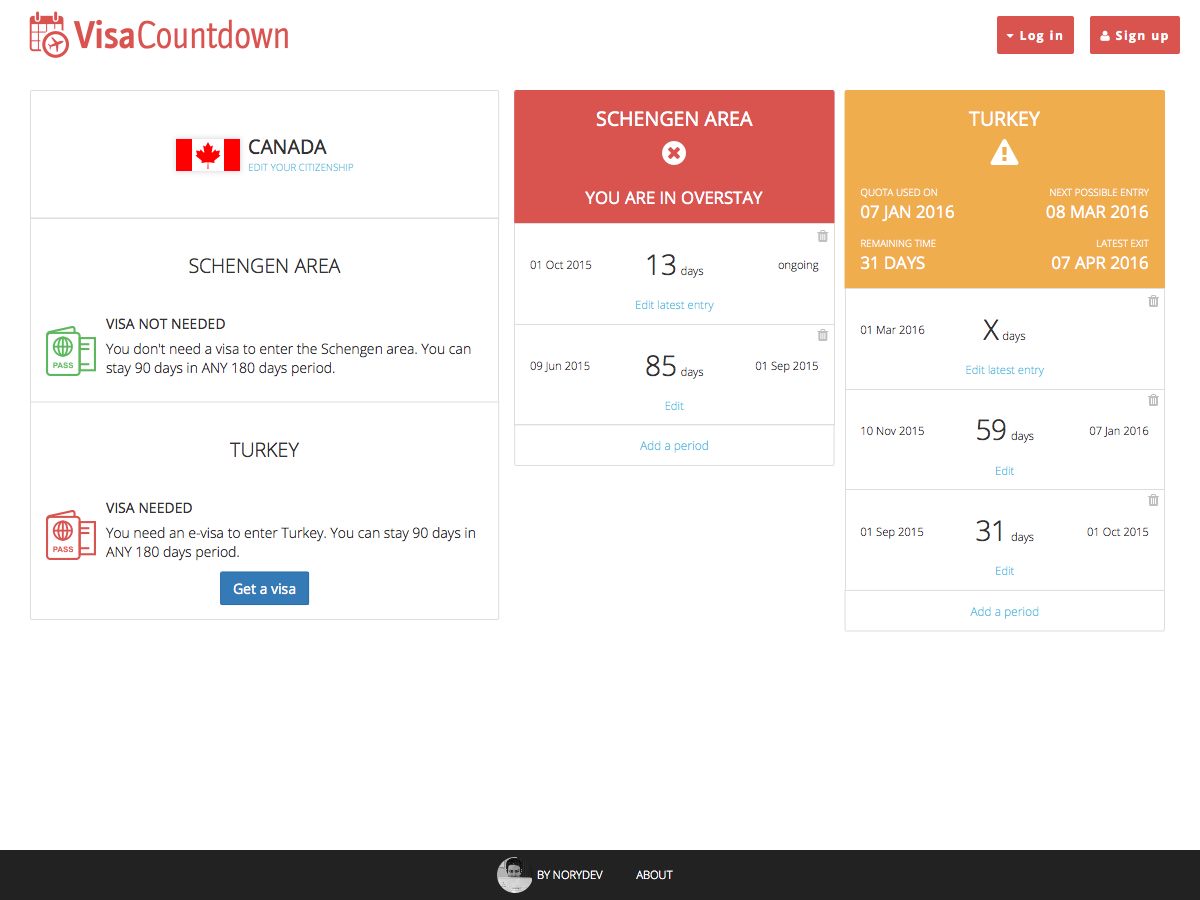 VisaCountdown
Log in
Sign up
CANADA
EDIT YOUR CITIZENSHIP
SCHENGEN AREA
PASS
VISA NOT NEEDED
You don't need a visa to enter the Schengen area. You can
stay 90 days in ANY 180 days period.
TURKEY
PASS
VISA NEEDED
You need an e-visa to enter Turkey. You can stay 90 days in
ANY 180 days period.
Get a visa
SCHENGEN AREA
YOU ARE IN OVERSTAY
01 Oct 2015 13 days ongoing
Edit latest entry
09 Jun 2015 85 days 01 Sep 2015
Edit
Add a period
TURKEY
QUOTA USED ON NEXT POSSIBLE ENTRY
07 JAN 2016 08 MAR 2016
REMAINING TIME LATEST EXIT
31 DAYS 07 APR 2016
01 Mar 2016 X days
Edit latest entry
10 Nov 2015 59 days 07 Jan 2016
Edit
01 Sep 2015 31 days 01 Oct 2015
Edit
Add a period
BY NORYDEV ABOUT